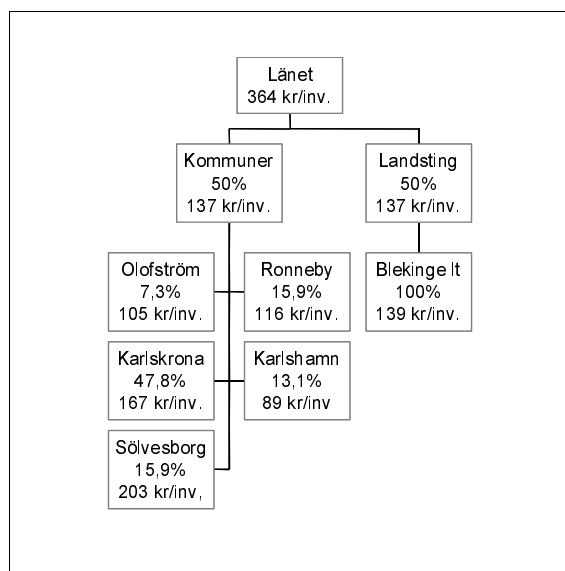 Länet
364 kr/inv.
Kommuner
50%
137 kr/inv.
Landsting
50%
137 kr/inv.
Olofström
7,3%
105 kr/inv.
Ronneby
15,9%
116 kr/inv.
Blekinge lt
100%
139 kr/inv.
Karlskrona
47,8%
167 kr/inv.
Karlshamn
13,1%
89 kr/inv
Sölvesborg
15,9%
203 kr/inv,